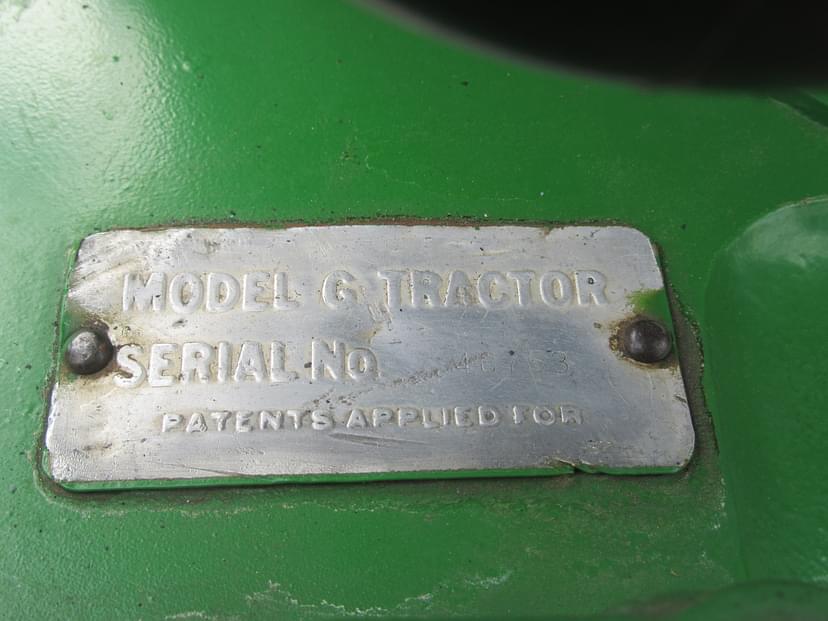 MODEL G TRACTOR
SERIAL NO.
PATENTS APPLIED FOR